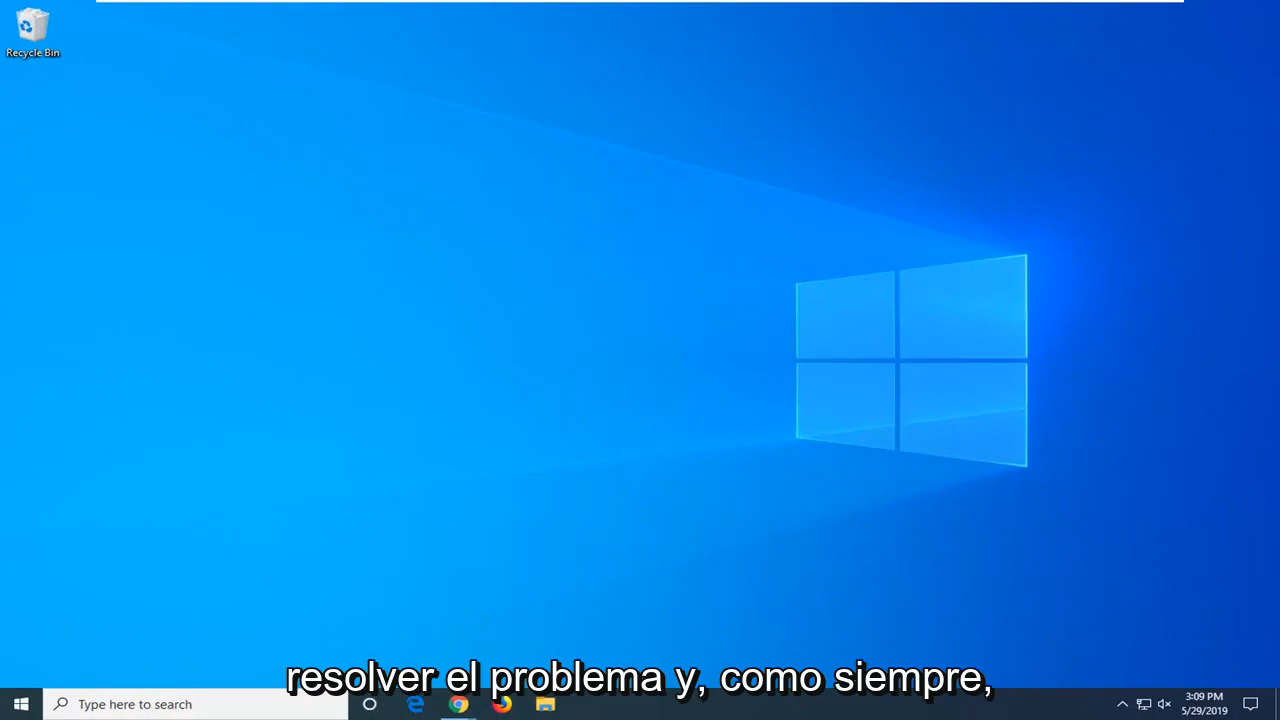 Recycle Bin
resolver el problema y, como siempre,
Type here to search
3:09 PM
5/29/2019